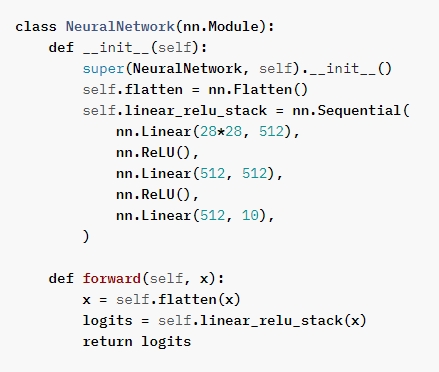 class NeuralNetwork(nn.Module):
    def __init__(self):
        super(NeuralNetwork, self).__init__()
        self.flatten = nn.Flatten()
        self.linear_relu_stack = nn.Sequential(
            nn.Linear(28*28, 512),
            nn.ReLU(),
            nn.Linear(512, 512),
            nn.ReLU(),
            nn.Linear(512, 10),
        )

    def forward(self, x):
        x = self.flatten(x)
        logits = self.linear_relu_stack(x)
        return logits